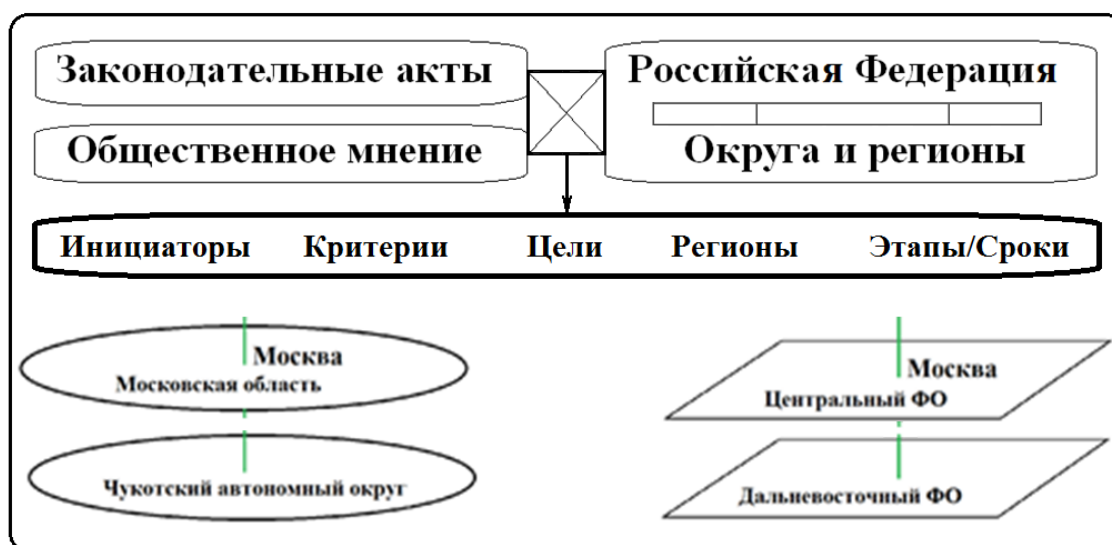 Законодательные акты
Общественное мнение
Российская Федерация
Округа и регионы
Инициаторы Критерии Цели Регионы Этапы/Сроки
Москва
Московская область
Чукотский автономный округ
Москва
Центральный ФО
Дальневосточный ФО